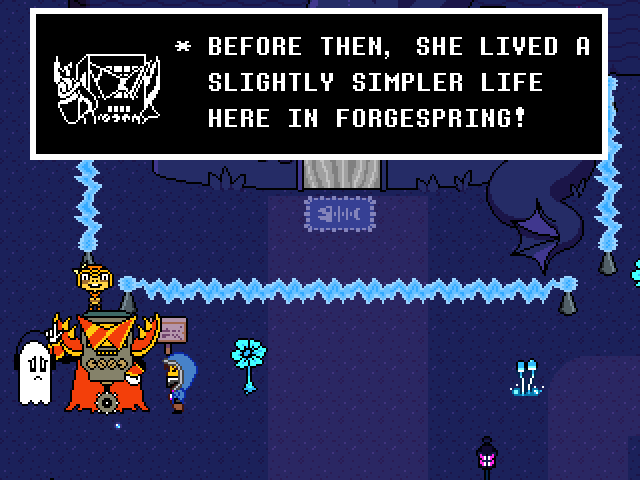 * BEFORE THEN, SHE LIVED A
SLIGHTLY SIMPLER LIFE
HERE IN FORGESPRING!